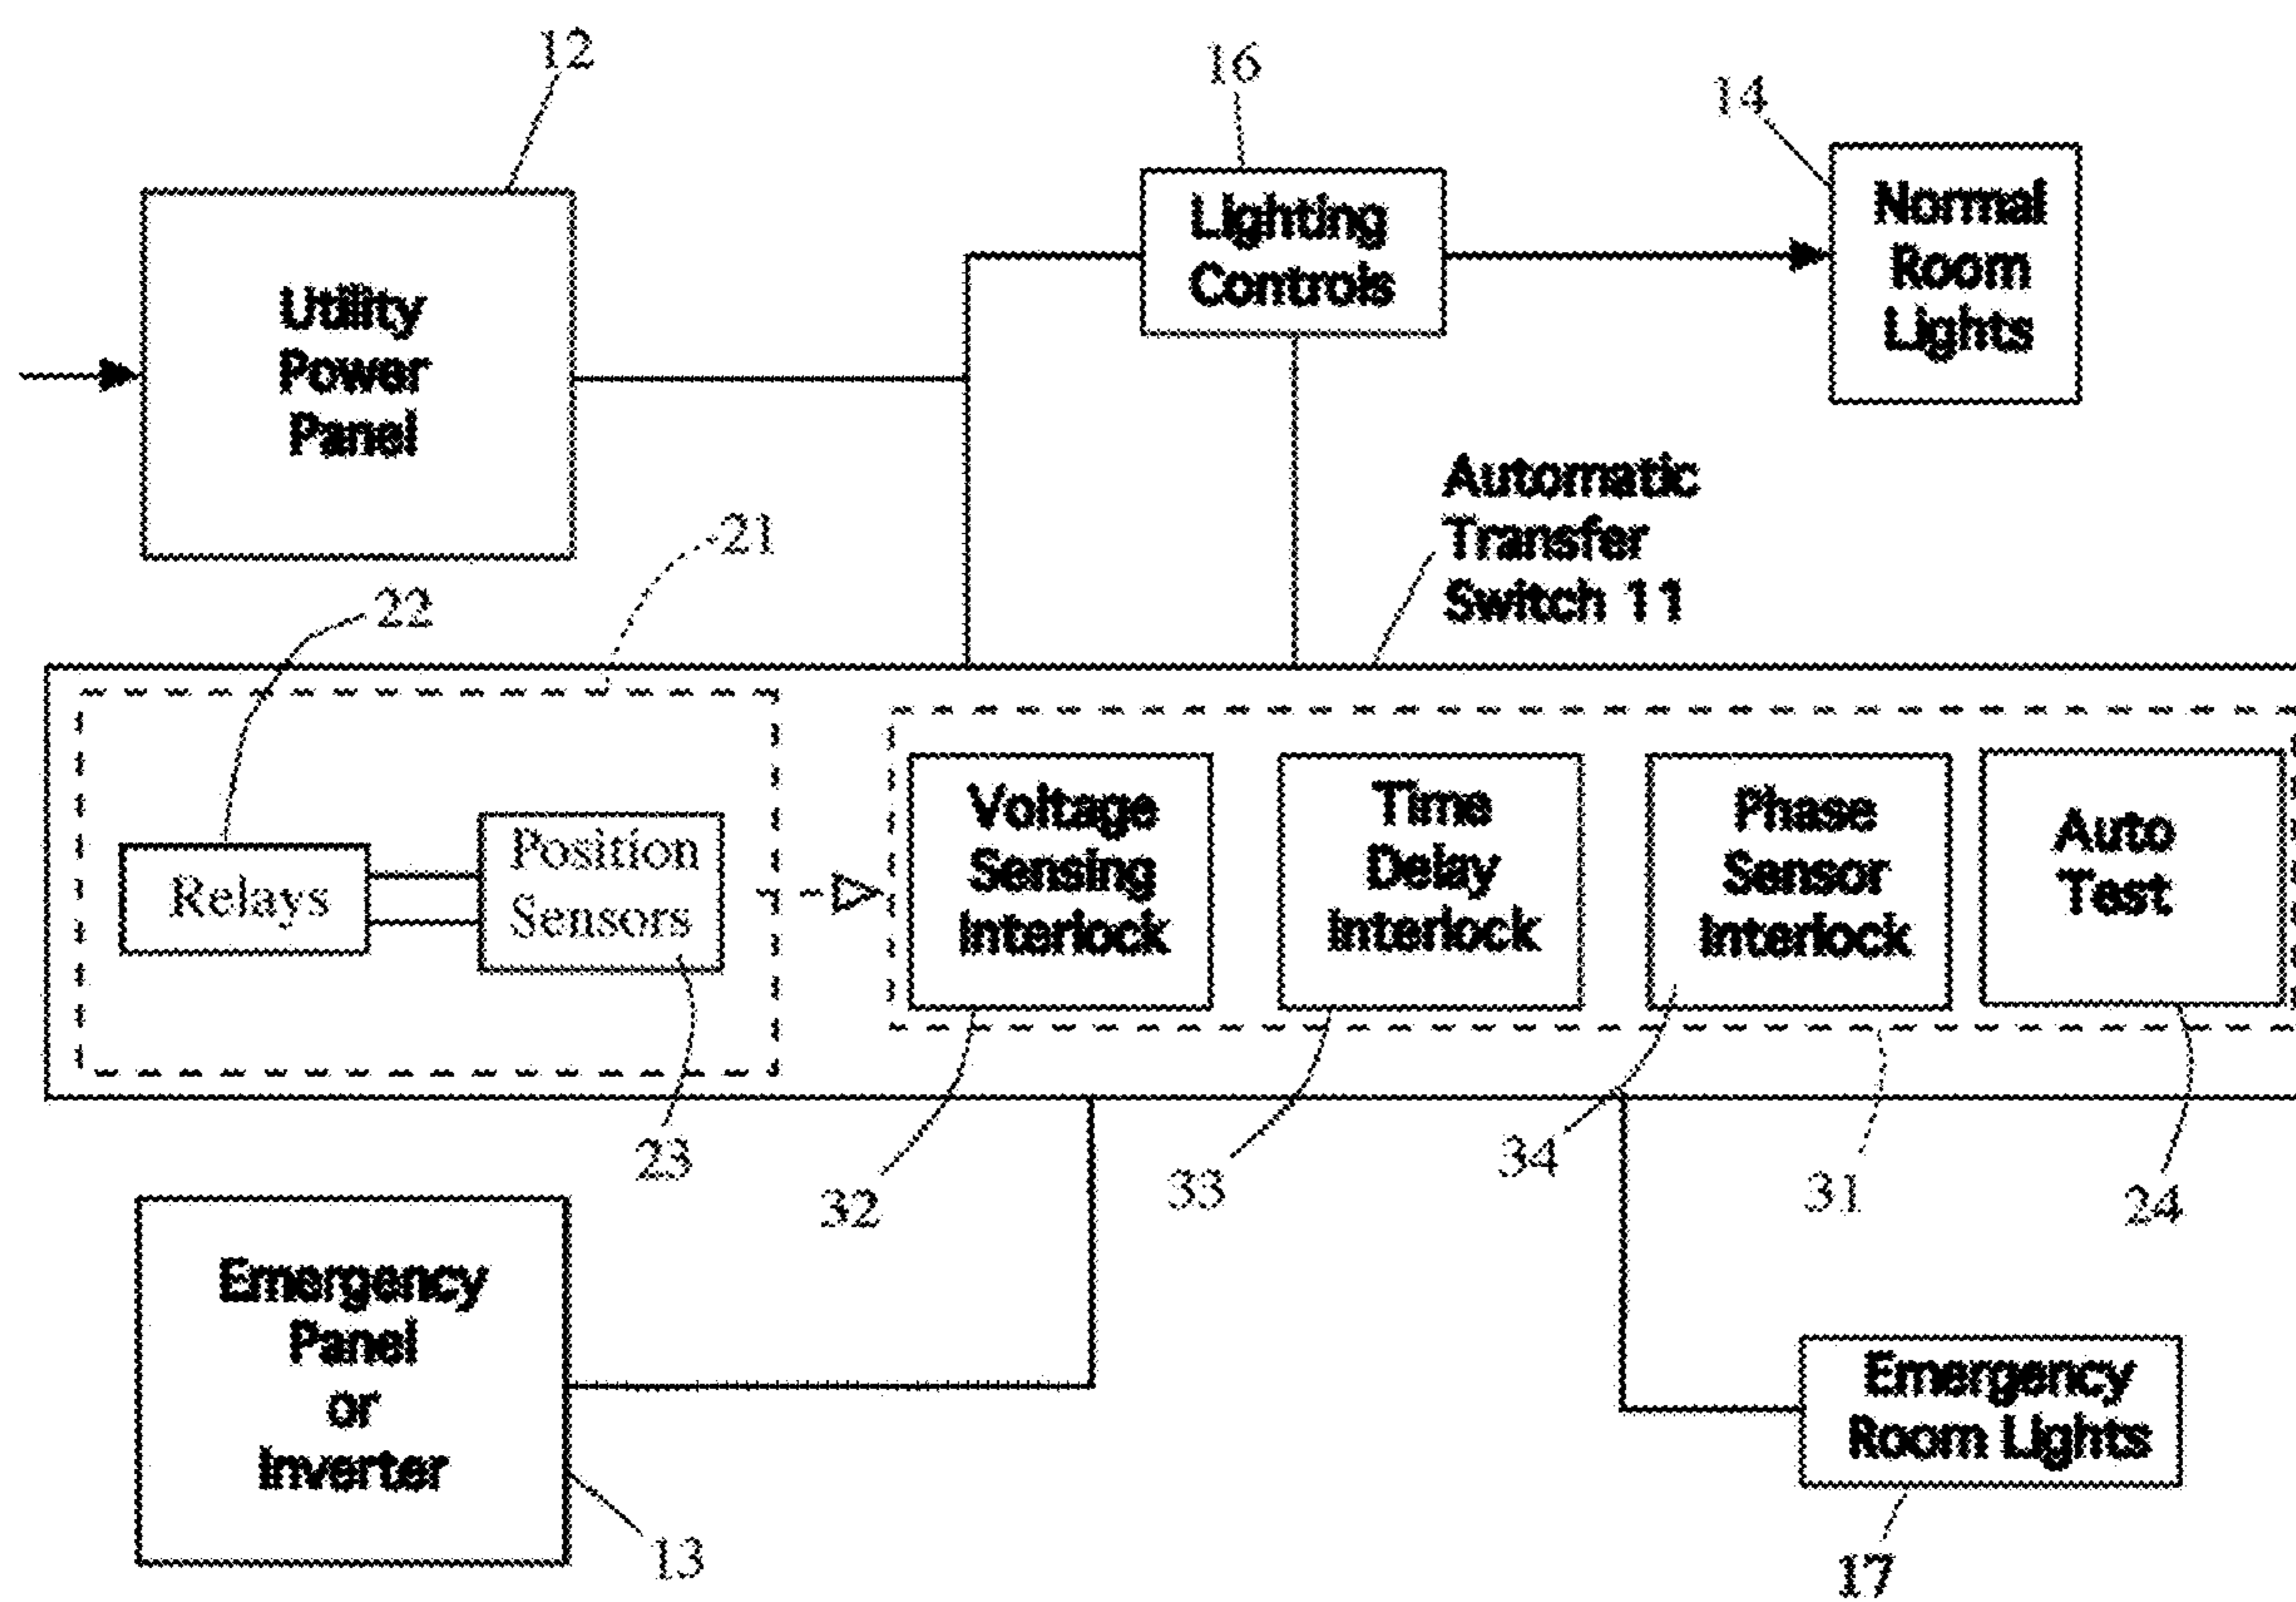 12
16
14
Utility
Power
Panel
Lighting
Controls
Normal
Room
Lights
Automatic
Transfer
Switch 11
21
22
Relays
Position
Sensors
Voltage
Sensing
Interlock
Time
Delay
Interlock
Phase
Sensor
Interlock
Auto
Test
23
32
33
34
31
24
Emergency
Panel
or
Inverter
13
Emergency
Room Lights
17